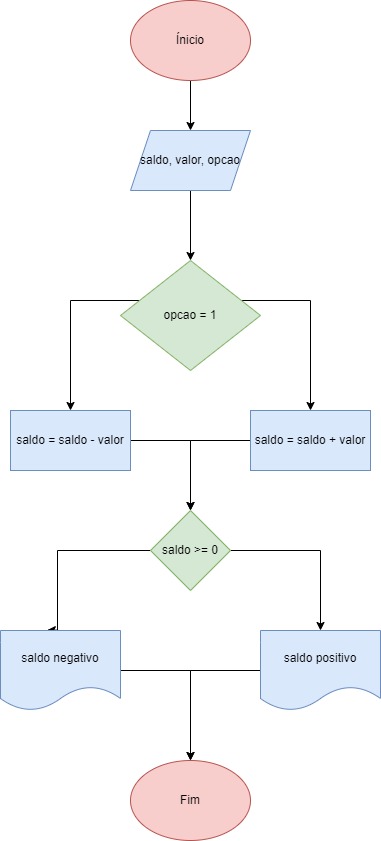 Ínicio
saldo, valor, opcao
opcao = 1
saldo = saldo - valor
saldo = saldo + valor
saldo >= 0
saldo negativo
saldo positivo
Fim